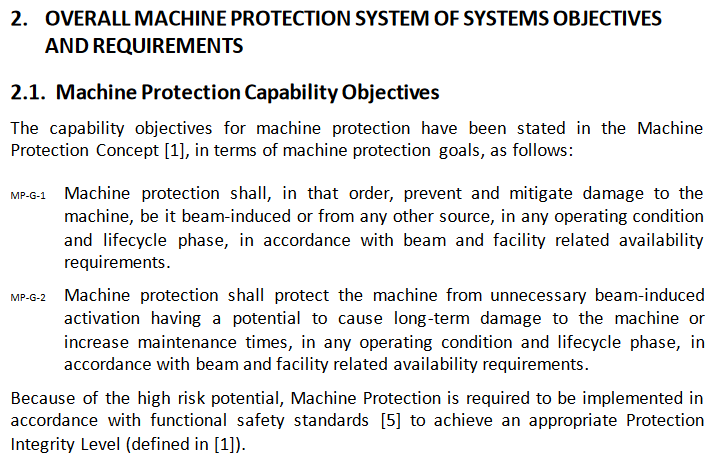 2. OVERALL MACHINE PROTECTION SYSTEM OF SYSTEMS OBJECTIVES
AND REQUIREMENTS
2.1. Machine Protection Capability Objectives
The capability objectives for machine protection have been stated in the Machine
Protection Concept [1], in terms of machine protection goals, as follows:
MP-G-1 Machine protection shall, in that order, prevent and mitigate damage to the
machine, be it beam-induced or from any other source, in any operating condition
and lifecycle phase, in accordance with beam and facility related availability
requirements.
MP-G-2 Machine protection shall protect the machine from unnecessary beam-induced
activation having a potential to cause long-term damage to the machine or
increase maintenance times, in any operating condition and lifecycle phase, in
accordance with beam and facility related availability requirements.
Because of the high risk potential, Machine Protection is required to be implemented in
accordance with functional safety standards [5] to achieve an appropriate Protection
Integrity Level (defined in [1]).